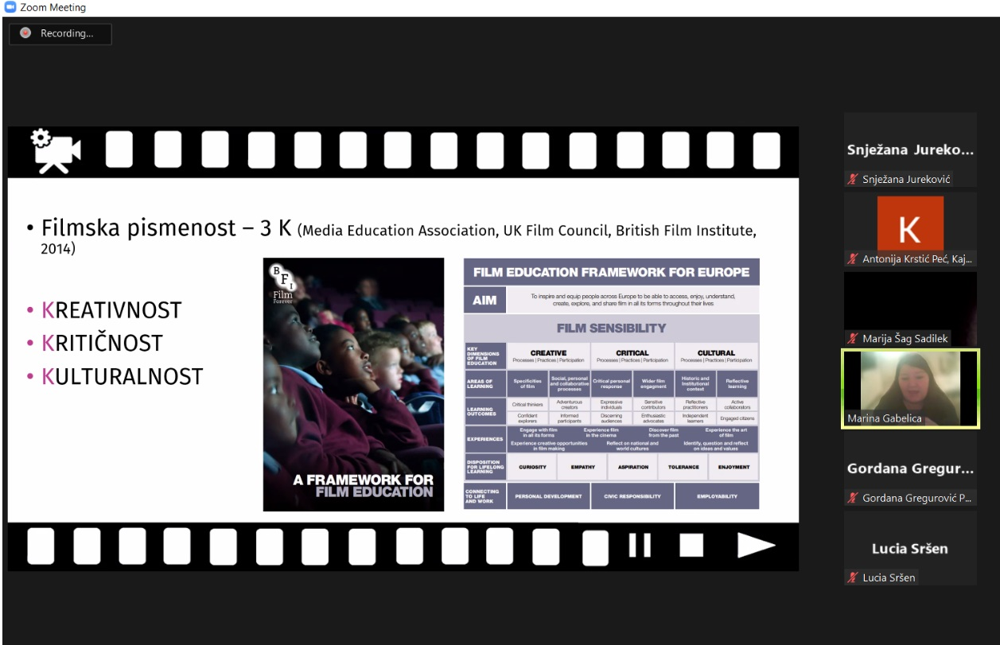 Zoom Meeting
Recording...
• Filmska pismenost – 3 K (Media Education Association, UK Film Council, British Film Institute,
2014)
• KREATIVNOST
• KRITIČNOST
• KULTURALNOST
BFI
Film
Forever
A FRAMEWORK FOR
FILM EDUCATION
FILM EDUCATION FRAMEWORK FOR EUROPE
AIM
To inspire and equip people across Europe to be able to access, enjoy, understand,
create, explore, and share film in all its forms throughout their lives
FILM SENSIBILITY
KEY
DIMENSIONS
OF FILM
EDUCATION
CREATIVE
Processes | Practices | Participation
CRITICAL
Processes | Practices | Participation
CULTURAL
Processes | Practices | Participation
AREAS OF
LEARNING
Specificities
of film
Social, personal
and collaborative
processes
Critical personal
response
Wider film
engagment
Historic and
Institutional
context
Reflective
learning
LEARNING
OUTCOMES
Critical thinkers
Adventurous
creators
Expressive
individuals
Sensitive
contributors
Reflective
practitioners
Active
collaborators
Confident
explorers
Informed
participants
Discerning
audiences
Enthusiastic
advocates
Independent
learners
Engaged citizens
EXPERIENCES
Engage with film
in all its forms
Experience film
in the cinema
Discover film
from the past
Experience the art
of film
Experience creative opportunities
in film making
Reflect on national and
world cultures
Identify, question and reflect
on ideas and values
DISPOSITION
FOR LIFELONG
LEARNING
CURIOSITY
EMPATHY
ASPIRATION
TOLERANCE
ENJOYMENT
CONNECTING
TO LIFE
AND WORK
PERSONAL DEVELOPMENT
CIVIC RESPONSIBILITY
EMPLOYABILITY
Snježana Jureko...
Snježana Jureković
K
Antonija Krstić Peć, Kaj...
Marija Šag Sadilek
Marina Gabelica
Gordana Gregur...
Gordana Gregurović P...
Lucia Sršen
Lucia Sršen